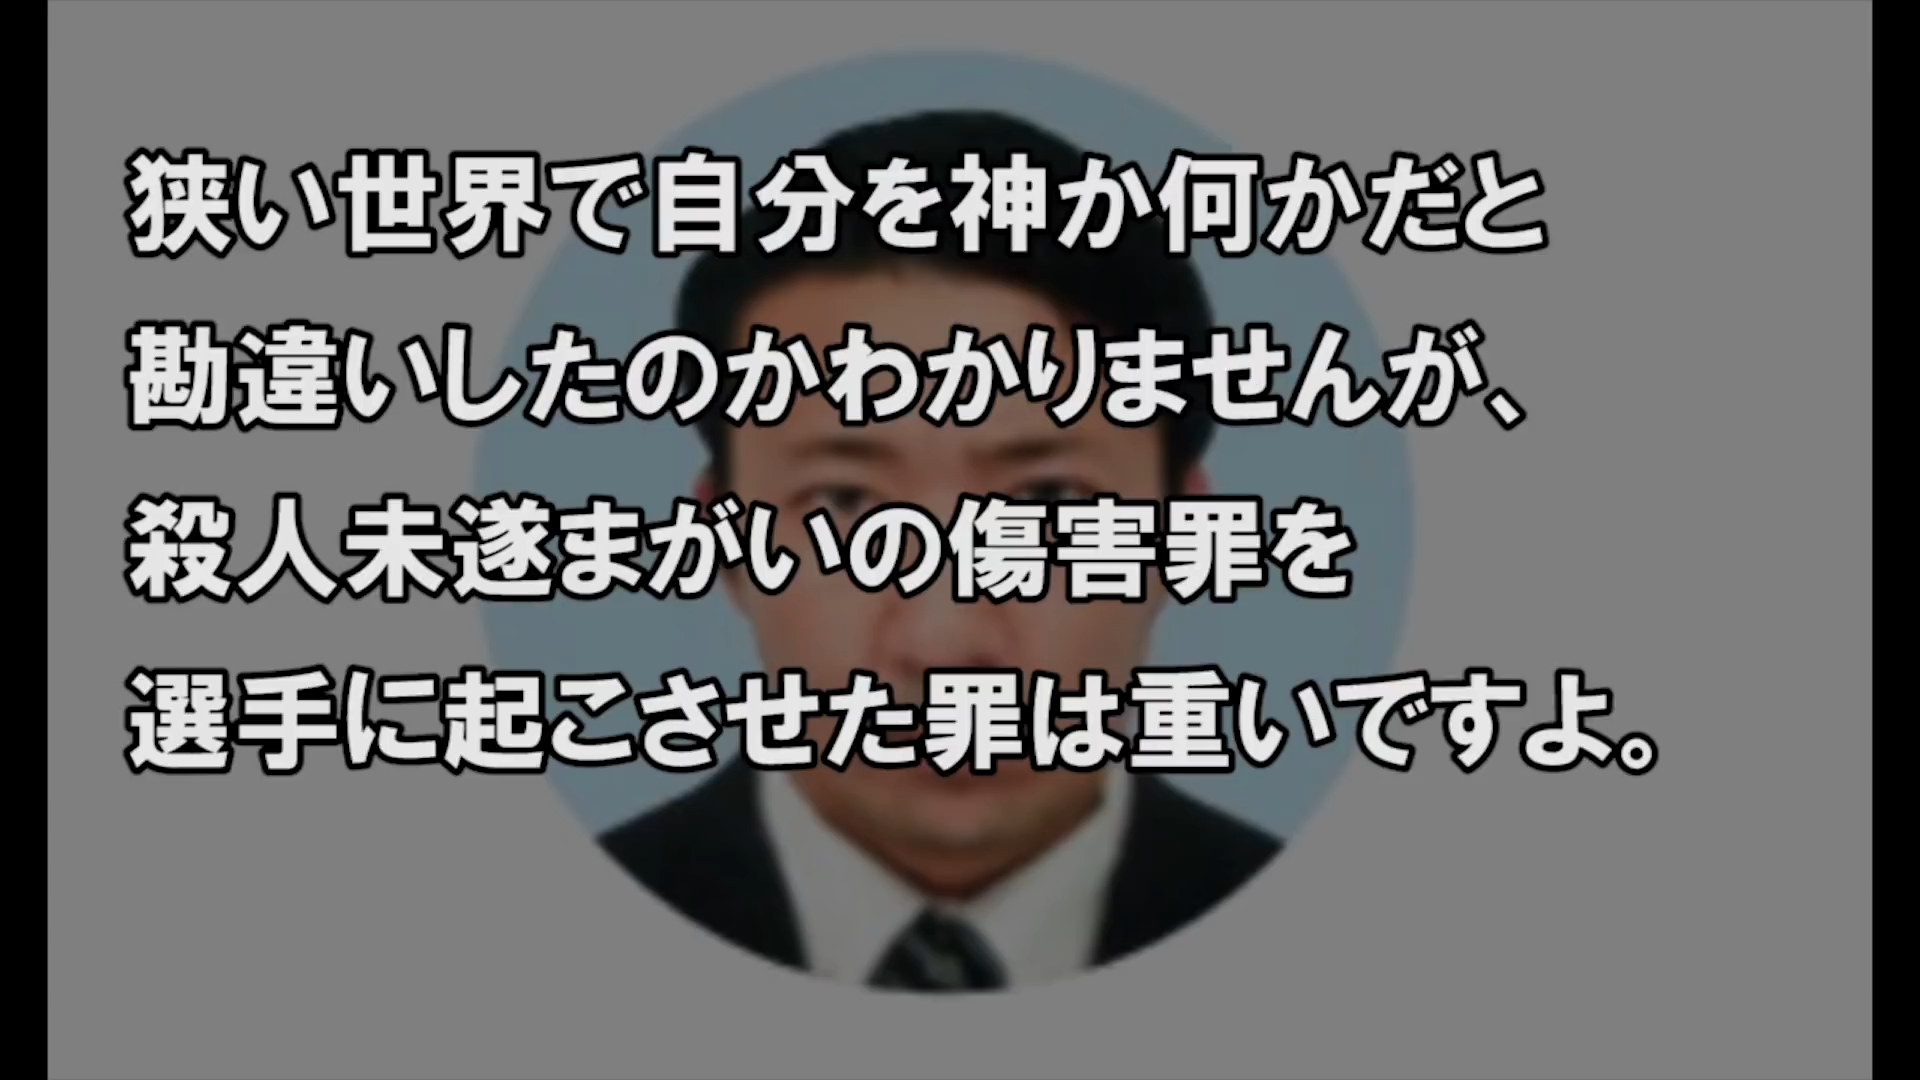 狭い世界で自分を神か何かだと
勘違いしたのかわかりませんが、
殺人未遂まがいの傷害罪を
選手に起こさせた罪は重いですよ。